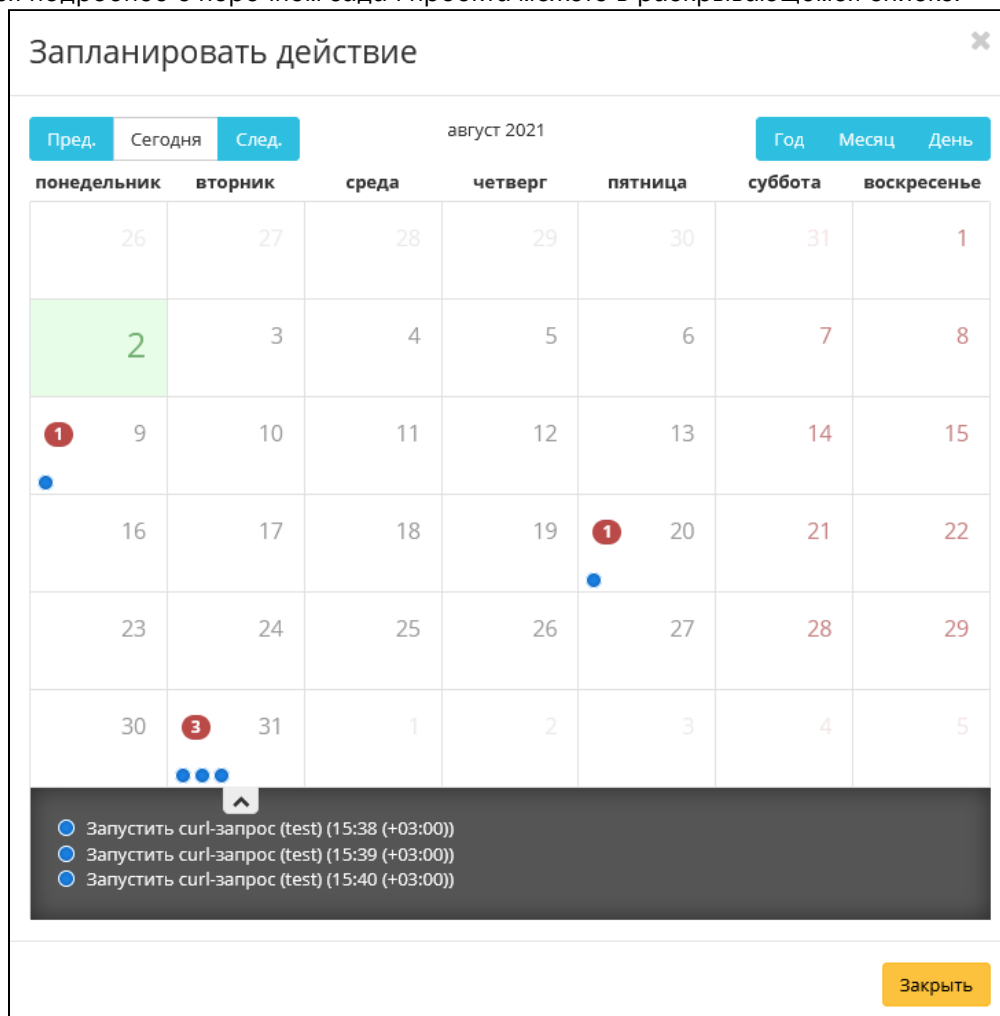 Запланировать действие ×
Пред. Сегодня След. август 2021 Год Месяц День
понедельник вторник среда четверг пятница суббота воскресенье
26 27 28 29 30 31 1
2 3 4 5 6 7 8
1 9 10 11 12 13 14 15
16 17 18 19 1 20 21 22
23 24 25 26 27 28 29
30 3 31 1 2 3 4 5
Запустить curl-запрос (test) (15:38 (+03:00))
Запустить curl-запрос (test) (15:39 (+03:00))
Запустить curl-запрос (test) (15:40 (+03:00))
Закрыть